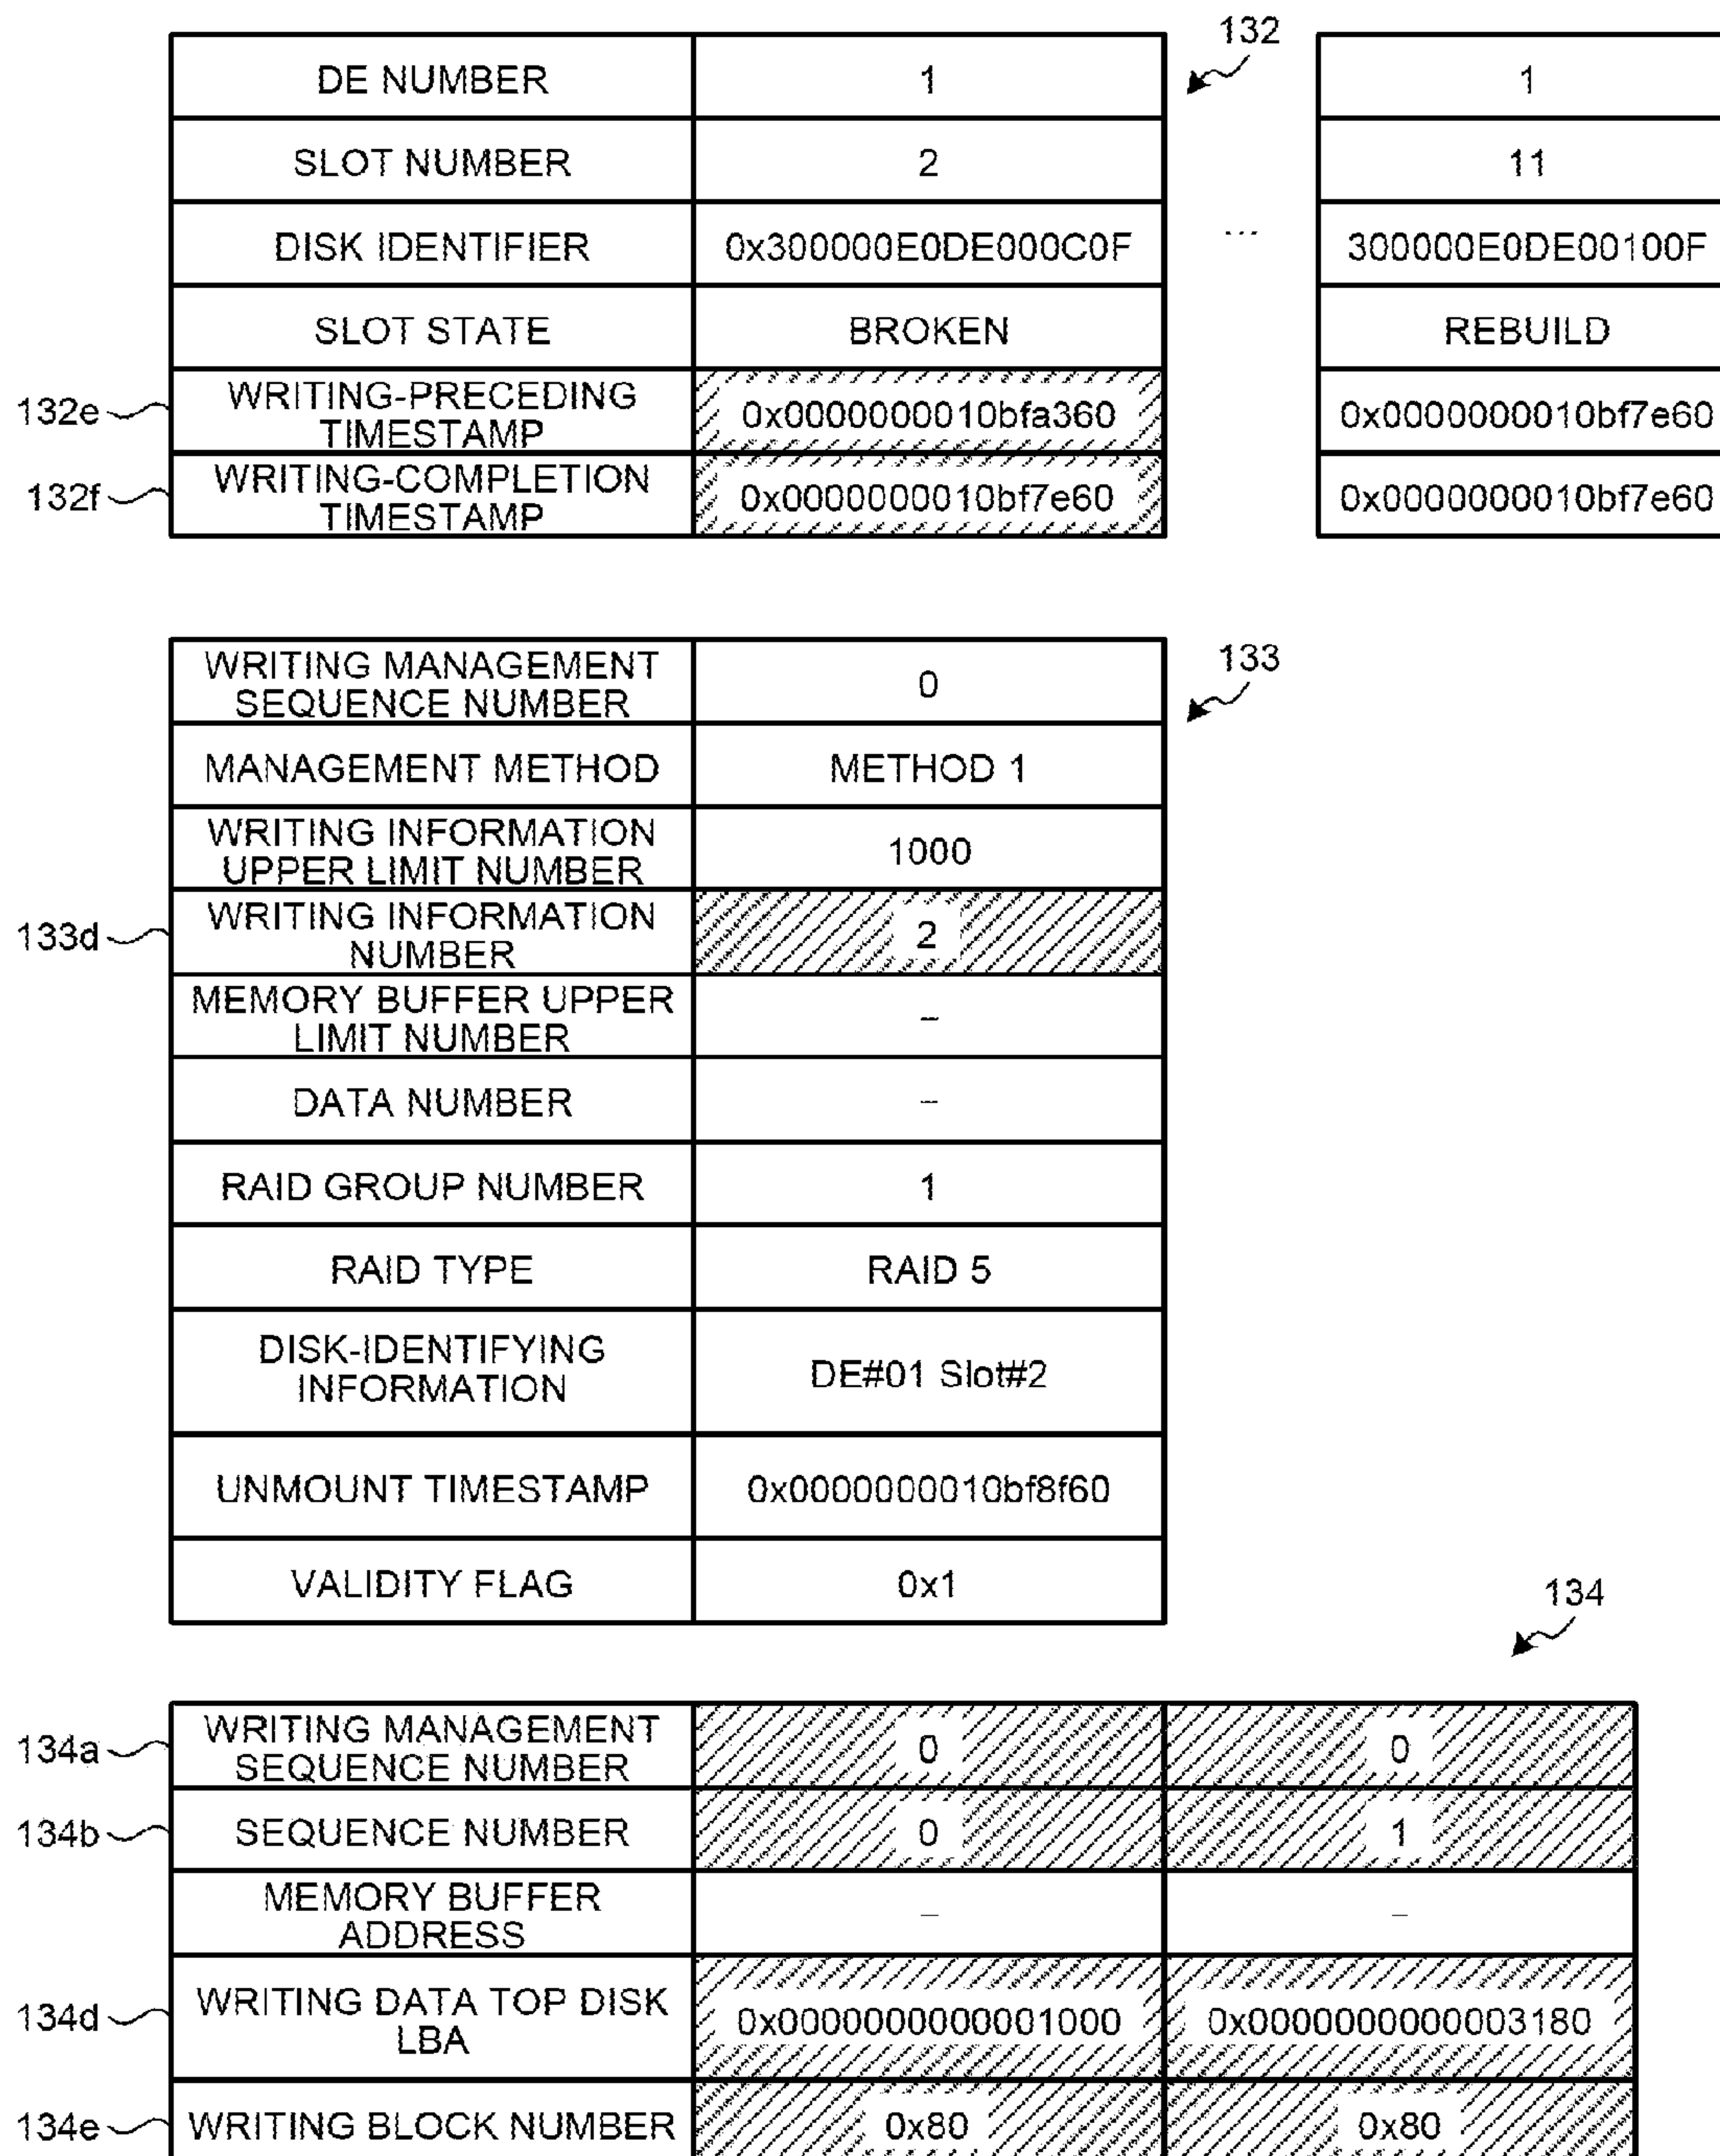 132
DE NUMBER 1 1
SLOT NUMBER 2 11
DISK IDENTIFIER 0x300000E0DE000C0F ... 300000E0DE00100F
SLOT STATE BROKEN REBUILD
132e WRITING-PRECEDING TIMESTAMP 0x0000000010bfa360 0x0000000010bf7e60
132f WRITING-COMPLETION TIMESTAMP 0x0000000010bf7e60 0x0000000010bf7e60
133
WRITING MANAGEMENT SEQUENCE NUMBER 0
MANAGEMENT METHOD METHOD 1
WRITING INFORMATION UPPER LIMIT NUMBER 1000
133d WRITING INFORMATION NUMBER 2
MEMORY BUFFER UPPER LIMIT NUMBER –
DATA NUMBER –
RAID GROUP NUMBER 1
RAID TYPE RAID 5
DISK-IDENTIFYING INFORMATION DE#01 Slot#2
UNMOUNT TIMESTAMP 0x0000000010bf8f60
VALIDITY FLAG 0x1
134
134a WRITING MANAGEMENT SEQUENCE NUMBER 0 0
134b SEQUENCE NUMBER 0 1
MEMORY BUFFER ADDRESS – –
134d WRITING DATA TOP DISK LBA 0x0000000000001000 0x0000000000003180
134e WRITING BLOCK NUMBER 0x80 0x80